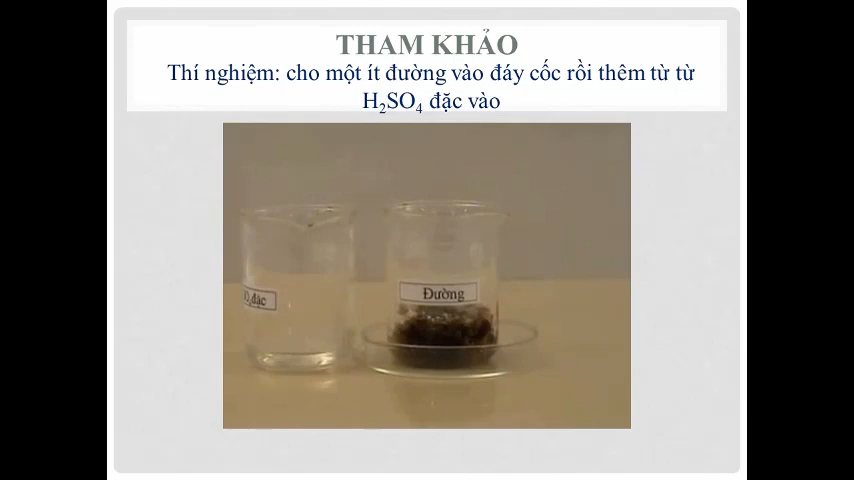 THAM KHẢO
Thí nghiệm: cho một ít đường vào đáy cốc rồi thêm từ từ
H₂SO₄ đặc vào
Đường
đặc